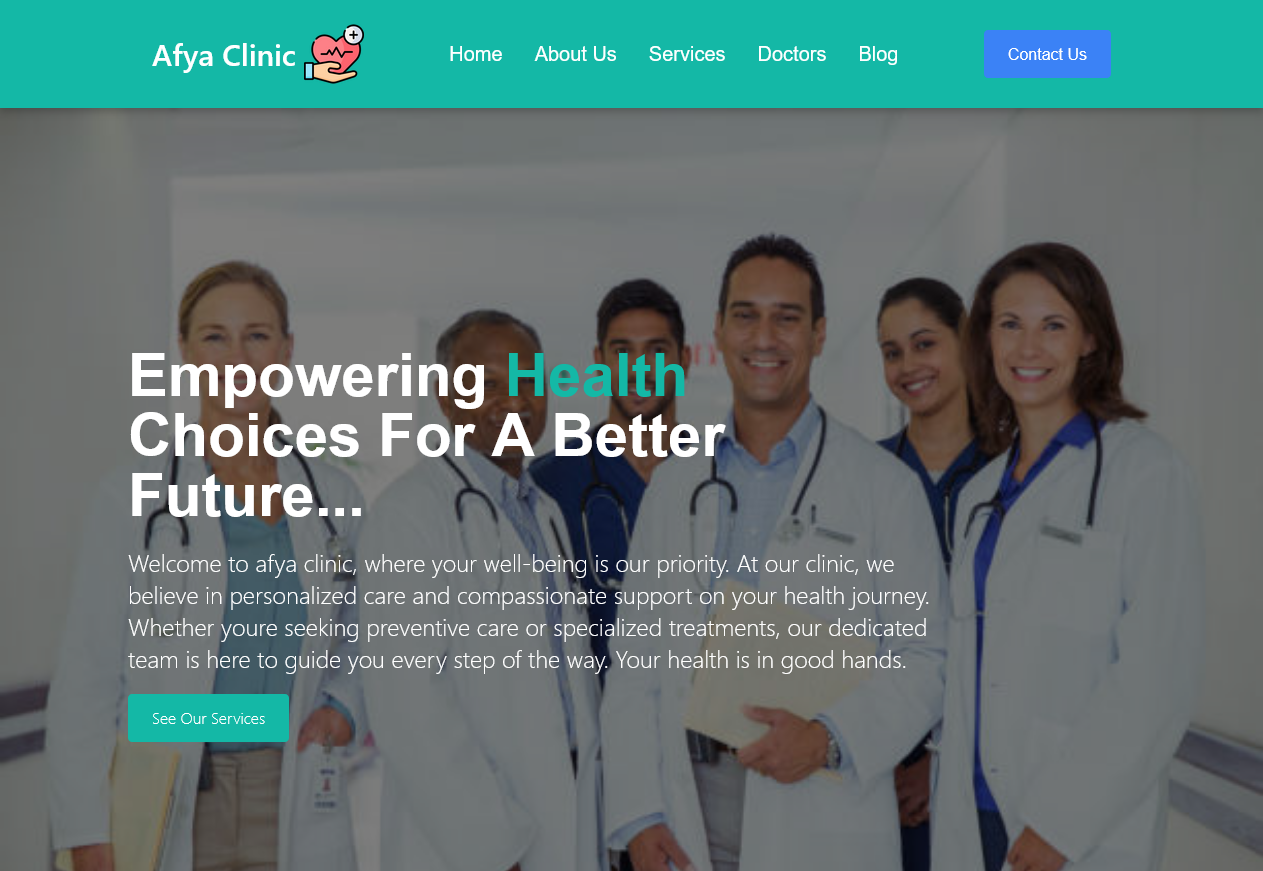 Afya Clinic
Home
About Us
Services
Doctors
Blog
Contact Us
Empowering Health
Choices For A Better
Future...
Welcome to afya clinic, where your well-being is our priority. At our clinic, we
believe in personalized care and compassionate support on your health journey.
Whether youre seeking preventive care or specialized treatments, our dedicated
team is here to guide you every step of the way. Your health is in good hands.
See Our Services